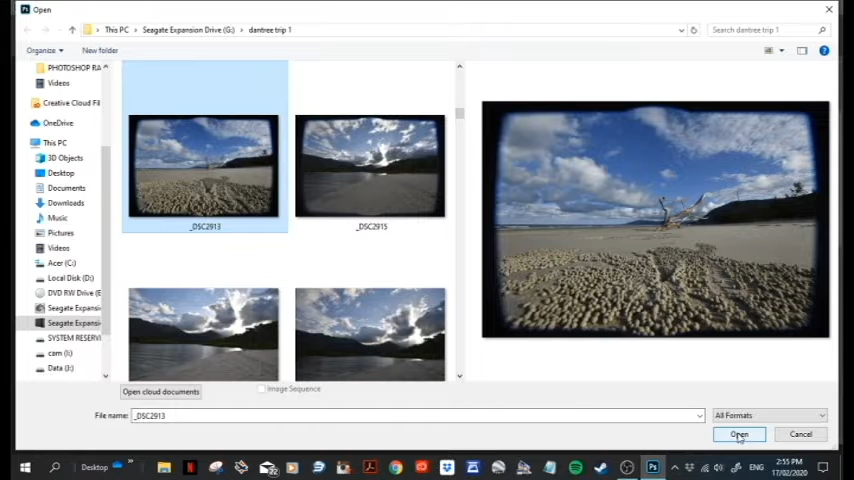 Open
This PC > Seagate Expansion Drive (G:) > dantree trip 1
Search dantree trip 1
Organize
New folder
PHOTOSHOP RA
Videos
Creative Cloud Fil
OneDrive
This PC
3D Objects
Desktop
Documents
Downloads
Music
Pictures
Videos
Acer (C:)
Local Disk (D:)
DVD RW Drive (E
Seagate Expansi
Seagate Expansi
SYSTEM RESERV
cam (I:)
Data (J:)
_DSC2913
_DSC2915
Open cloud documents
Image Sequence
File name:
_DSC2913
All Formats
Open
Cancel
Desktop
ENG
2:55 PM
17/02/2020